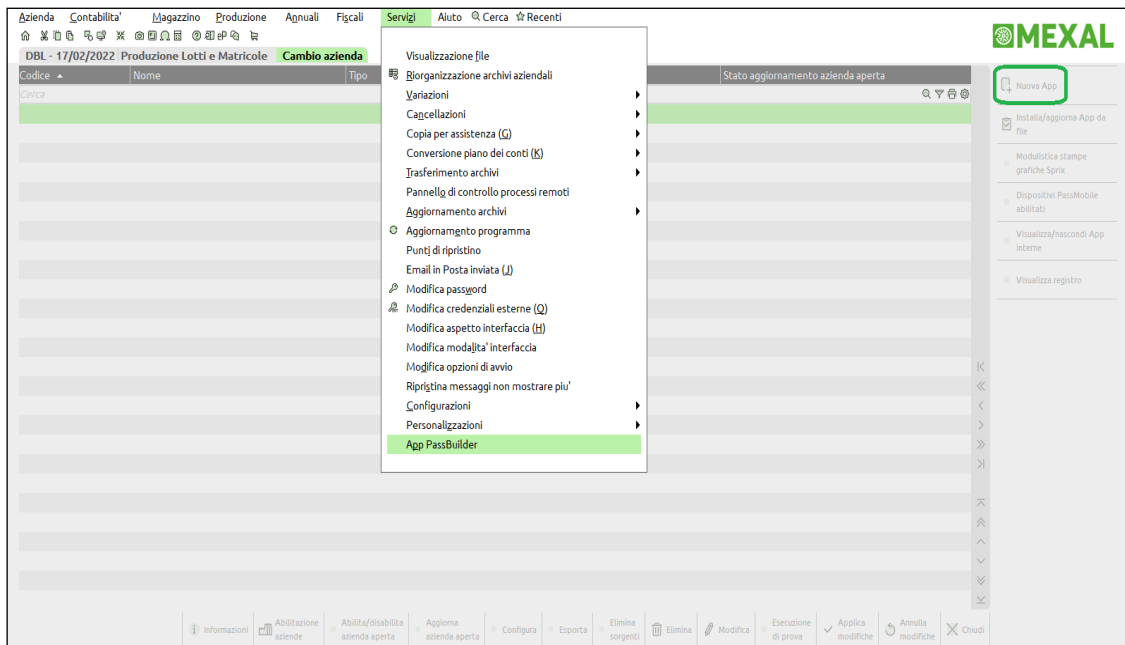 Azienda Contabilita' Magazzino Produzione Annuali Fiscali Servizi Aiuto Cerca Recenti
MEXAL
DBL - 17/02/2022 Produzione Lotti e Matricole Cambio azienda
Codice Nome Tipo Stato aggiornamento azienda aperta
Cerca
Visualizzazione file
Riorganizzazione archivi aziendali
Variazioni
Cancellazioni
Copia per assistenza (G)
Conversione piano dei conti (K)
Trasferimento archivi
Pannello di controllo processi remoti
Aggiornamento archivi
Aggiornamento programma
Punti di ripristino
Email in Posta inviata (J)
Modifica password
Modifica credenziali esterne (Q)
Modifica aspetto interfaccia (H)
Modifica modalita' interfaccia
Modifica opzioni di avvio
Ripristina messaggi non mostrare piu'
Configurazioni
Personalizzazioni
App PassBuilder
Nuova App
Installa/aggiorna App da
file
Modulistica stampe
grafiche Sprix
Dispositivi PassMobile
abilitati
Visualizza/nascondi App
interne
Visualizza registro
Informazioni
Abilitazione
aziende
Abilita/disabilita
azienda aperta
Aggiorna
azienda aperta
Configura
Esporta
Elimina
sorgenti
Elimina
Modifica
Esecuzione
di prova
Applica
modifiche
Annulla
modifiche
Chiudi